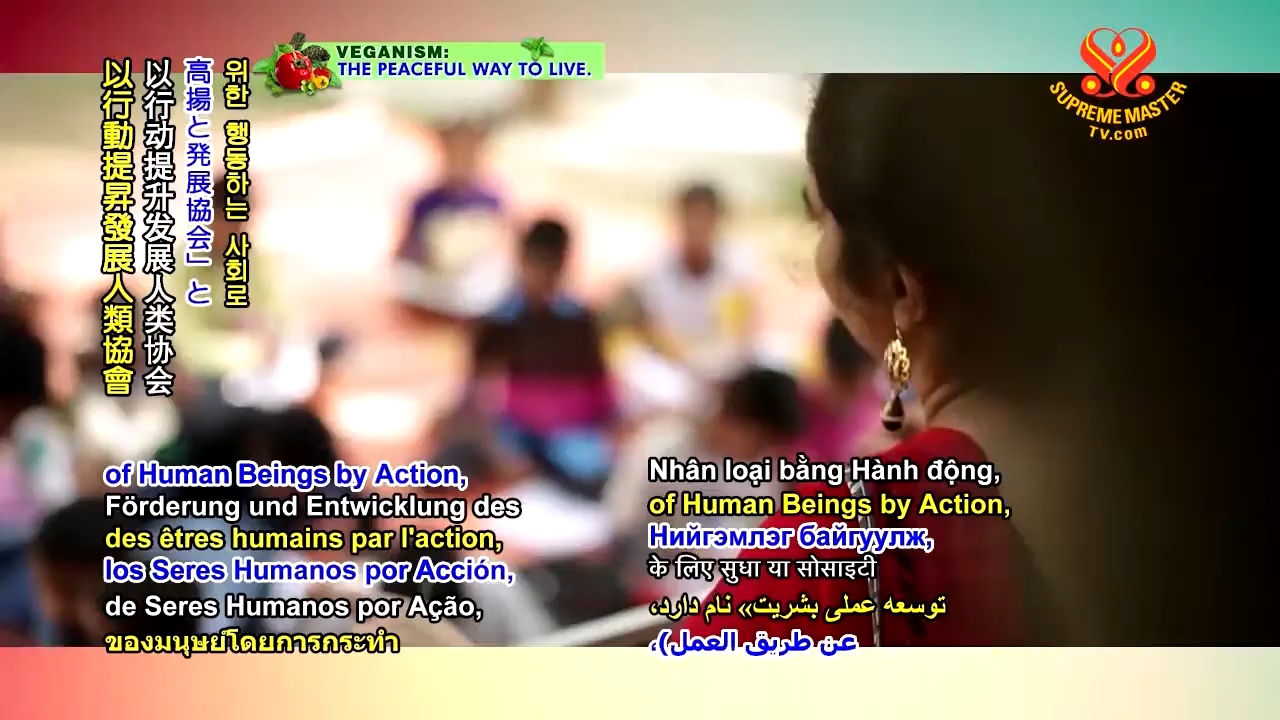 VEGANISM:
THE PEACEFUL WAY TO LIVE.
SUPREME MASTER
TV.com
위한 행동하는 사회로
高揚と発展協会」と
以行动提升发展人类协会
以行動提昇發展人類協會
of Human Beings by Action,
Förderung und Entwicklung des
des êtres humains par l'action,
los Seres Humanos por Acción,
de Seres Humanos por Ação,
ของมนุษย์โดยการกระทำ
Nhân loại bằng Hành động,
of Human Beings by Action,
Нийгэмлэг байгуулж,
के लिए सुधा या सोसाइटी
توسعه عملی بشریت» نام دارد،
عن طريق العمل)،